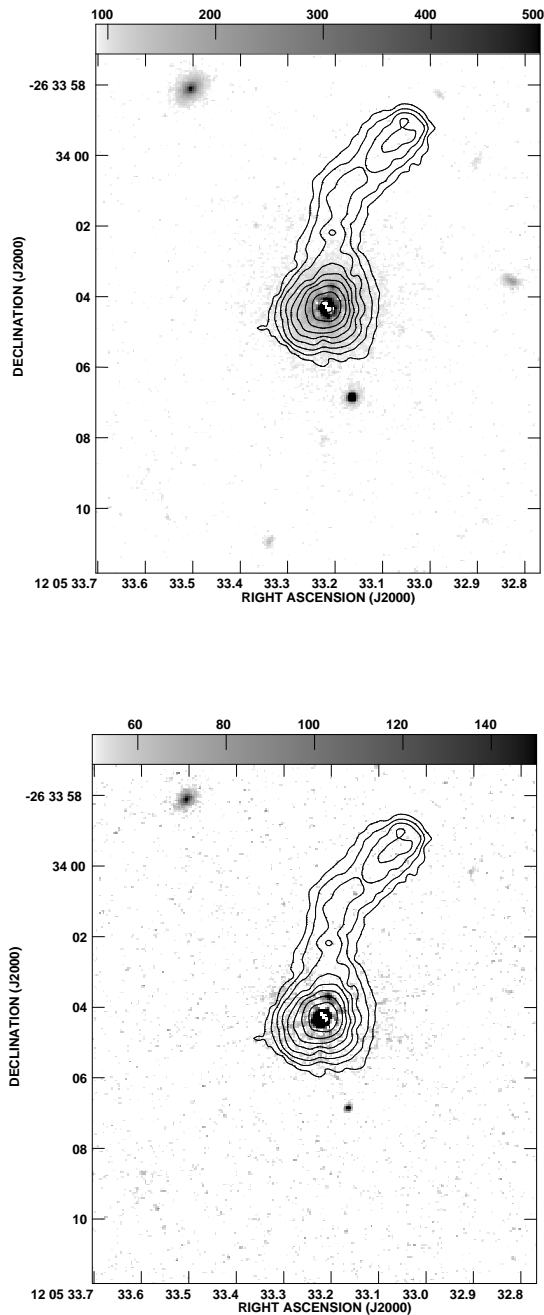 100 200 300 400 500
-26 33 58
34 00
02
04
06
08
10
DECLINATION (J2000)
12 05 33.7 33.6 33.5 33.4 33.3 33.2 33.1 33.0 32.9 32.8
RIGHT ASCENSION (J2000)
60 80 100 120 140
-26 33 58
34 00
02
04
06
08
10
DECLINATION (J2000)
12 05 33.7 33.6 33.5 33.4 33.3 33.2 33.1 33.0 32.9 32.8
RIGHT ASCENSION (J2000)